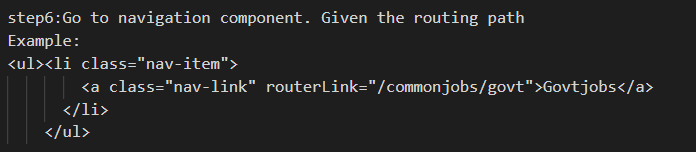 step6:Go to navigation component. Given the routing path
Example:
<ul><li class="nav-item">
<a class="nav-link" routerLink="/commonjobs/govt">Govtjobs</a>
</li>
</ul>